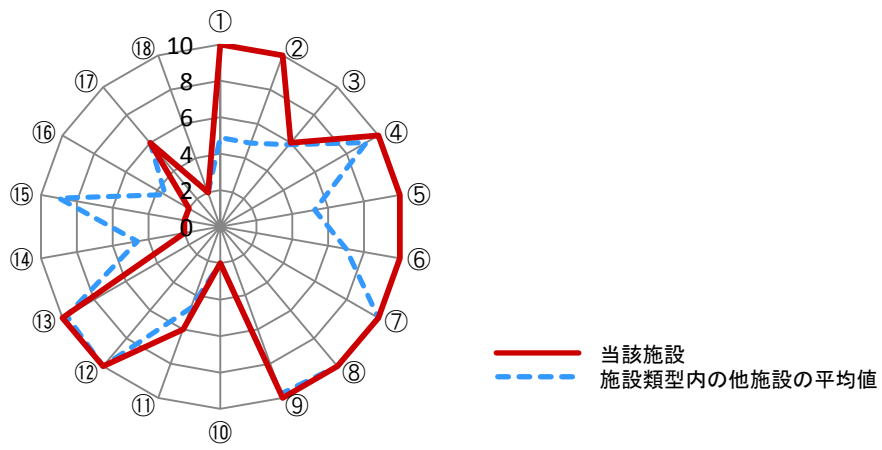 ①
⑱ 10 ②
⑰ 8 ③
6
⑯ 4 ④
2
⑮ 0 ⑤
⑭ ⑥
⑬ ⑦
⑫ ⑧
⑪ ⑨
⑩
当該施設
施設類型内の他施設の平均値